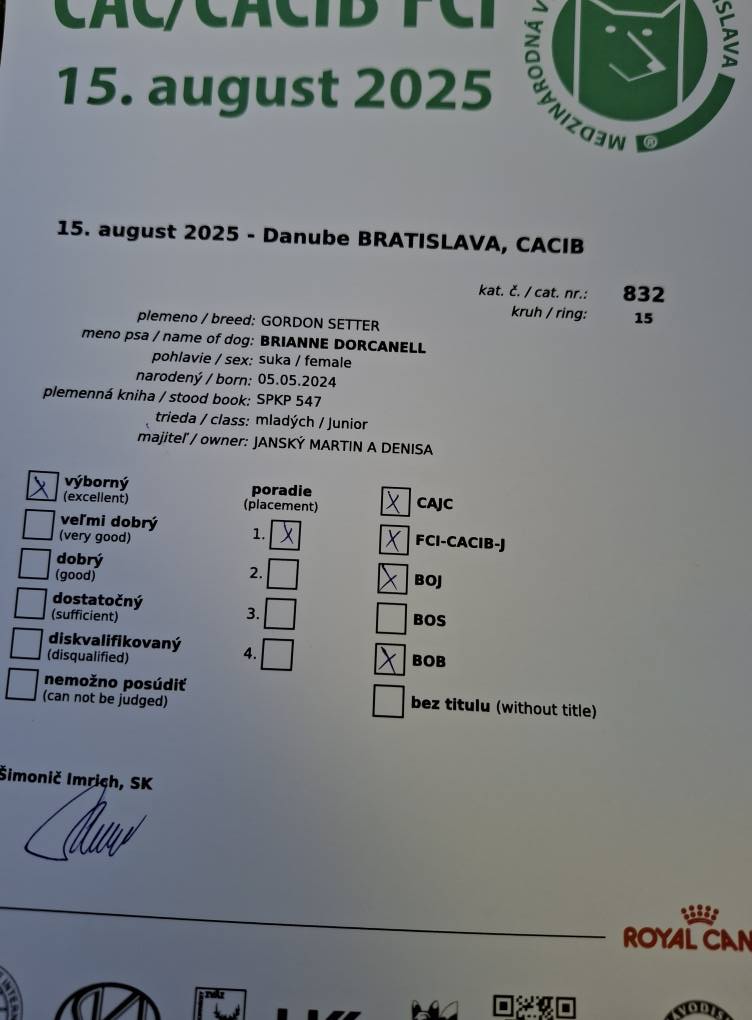 CAC/CACIB FCI
15. august 2025
MEDZINÁRODNÁ
15. august 2025 - Danube BRATISLAVA, CACIB
kat. č. / cat. nr.: 832
kruh / ring: 15
plemeno / breed: GORDON SETTER
meno psa / name of dog: BRIANNE DORCANELL
pohlavie / sex: suka / female
narodený / born: 05.05.2024
plemenná kniha / stood book: SPKP 547
trieda / class: mladých / Junior
majiteľ / owner: JANSKÝ MARTIN A DENISA
výborný
(excellent)
veľmi dobrý
(very good)
dobrý
(good)
dostatočný
(sufficient)
diskvalifikovaný
(disqualified)
nemožno posúdiť
(can not be judged)
poradie
(placement)
1.
2.
3.
4.
CAJC
FCI-CACIB-J
BOJ
BOS
BOB
bez titulu (without title)
Šimonič Imrich, SK
ROYAL CAN